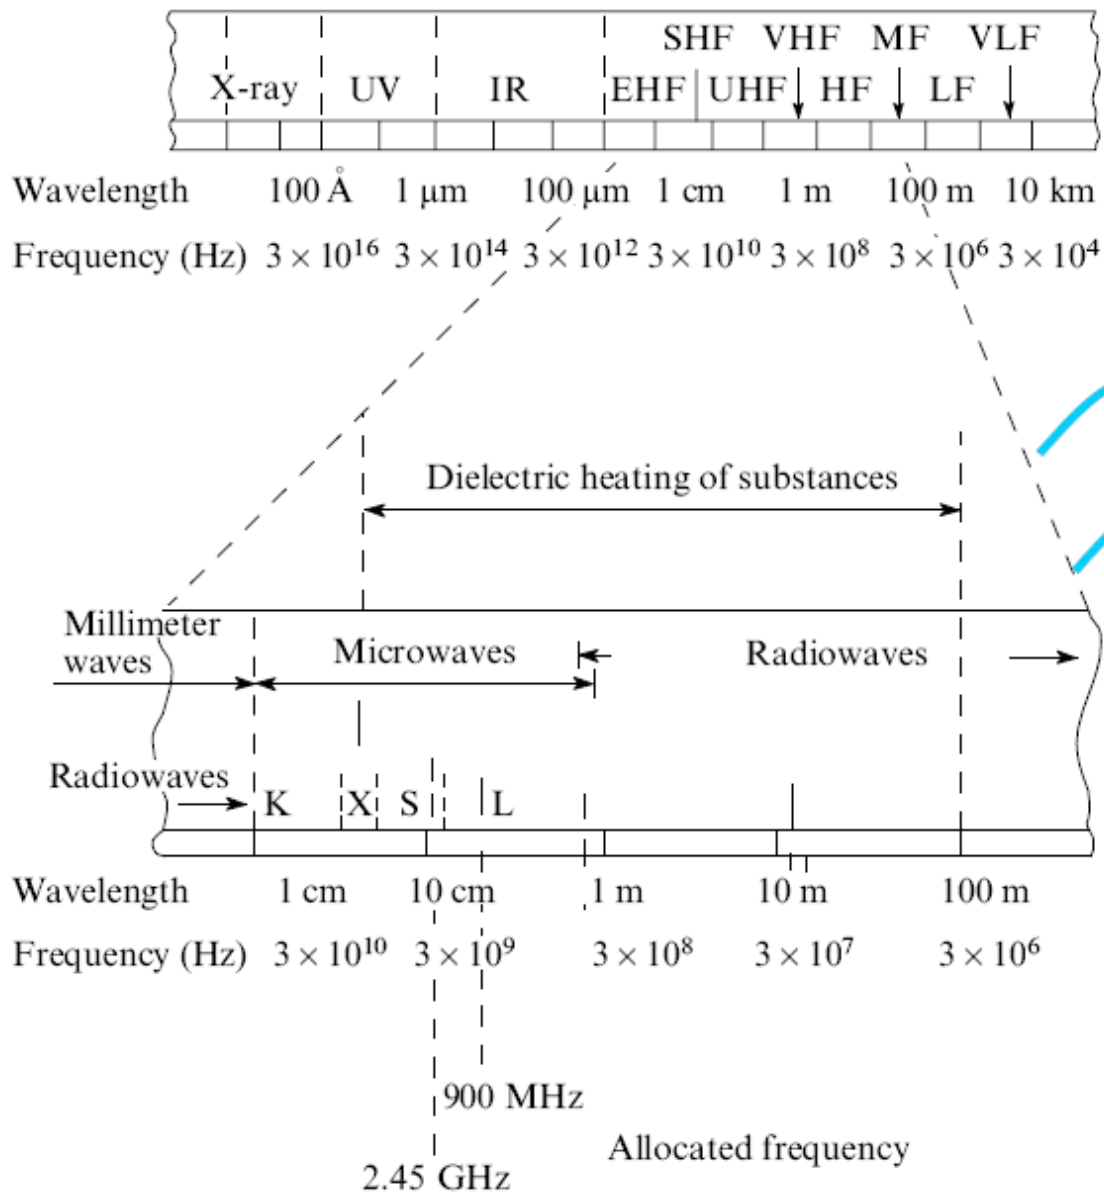 SHF VHF MF VLF
X-ray UV IR EHF UHF HF LF
Wavelength 100 Å 1 μm 100 μm 1 cm 1 m 100 m 10 km
Frequency (Hz) 3 × 10¹⁶ 3 × 10¹⁴ 3 × 10¹² 3 × 10¹⁰ 3 × 10⁸ 3 × 10⁶ 3 × 10⁴
Dielectric heating of substances
Millimeter
waves
Microwaves Radiowaves
Radiowaves
K X S L
Wavelength 1 cm 10 cm 1 m 10 m 100 m
Frequency (Hz) 3 × 10¹⁰ 3 × 10⁹ 3 × 10⁸ 3 × 10⁷ 3 × 10⁶
900 MHz
Allocated frequency
2.45 GHz